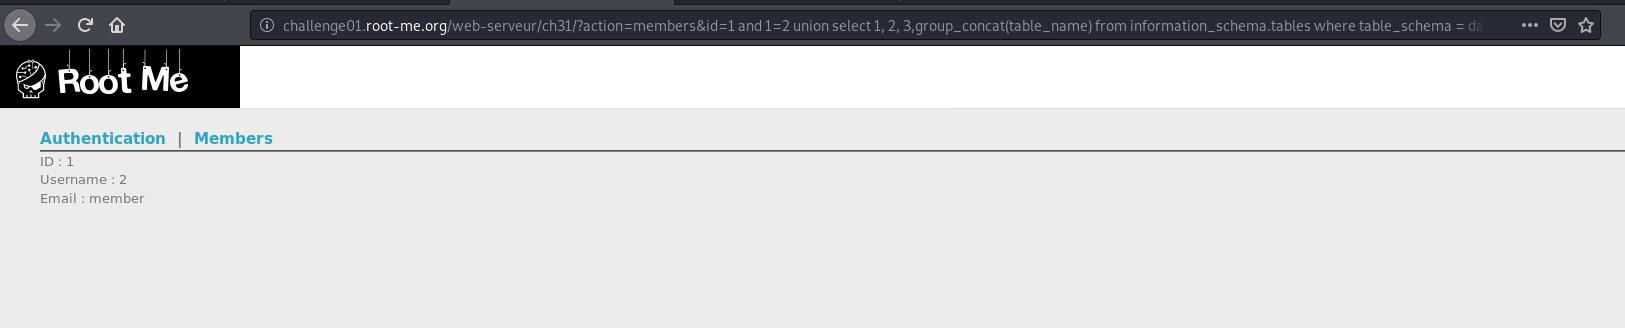 challenge01.root-me.org/web-serveur/ch31/?action=members&id=1 and 1=2 union select 1, 2, 3,group_concat(table_name) from information_schema.tables where table_schema = da
Root Me
Authentication | Members
ID : 1
Username : 2
Email : member